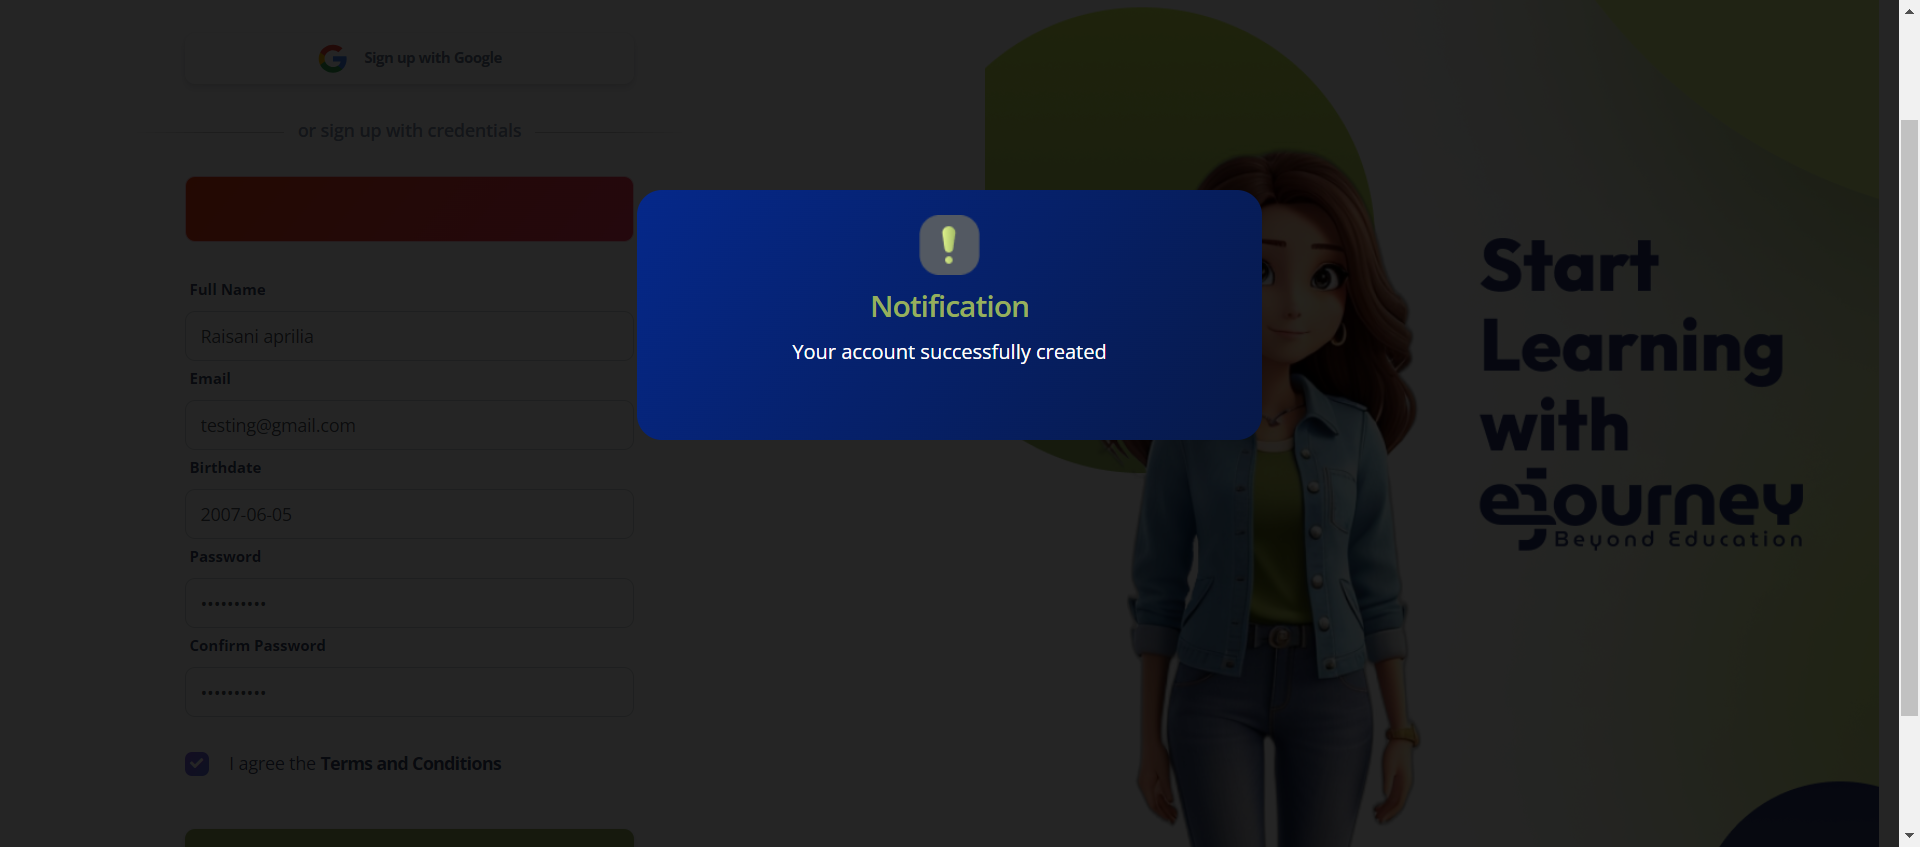 Sign up with Google
or sign up with credentials
Full Name
Raisani aprilia
Email
testing@gmail.com
Birthdate
2007-06-05
Password
••••••••••
Confirm Password
••••••••••
I agree the Terms and Conditions
Notification
Your account successfully created
Start
Learning
with
ejourney
Beyond Education